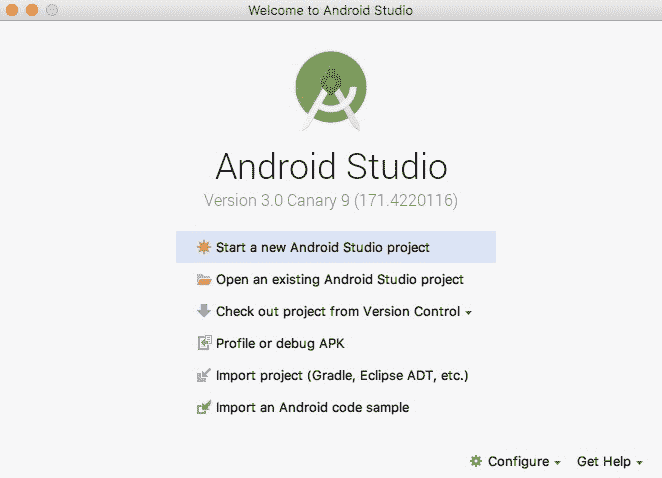 Welcome to Android Studio
Android Studio
Version 3.0 Canary 9 (171.4220116)
Start a new Android Studio project
Open an existing Android Studio project
Check out project from Version Control
Profile or debug APK
Import project (Gradle, Eclipse ADT, etc.)
Import an Android code sample
Configure Get Help